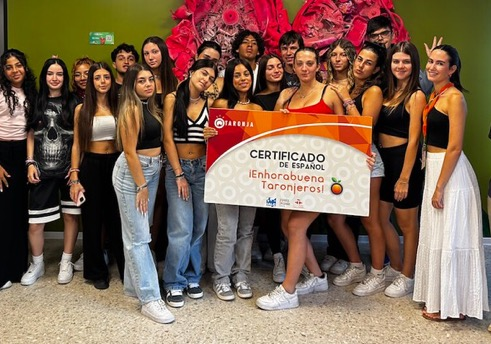 TARONJA
CERTIFICADO
DE ESPAÑOL
¡Enhorabuena
Taronjeros!